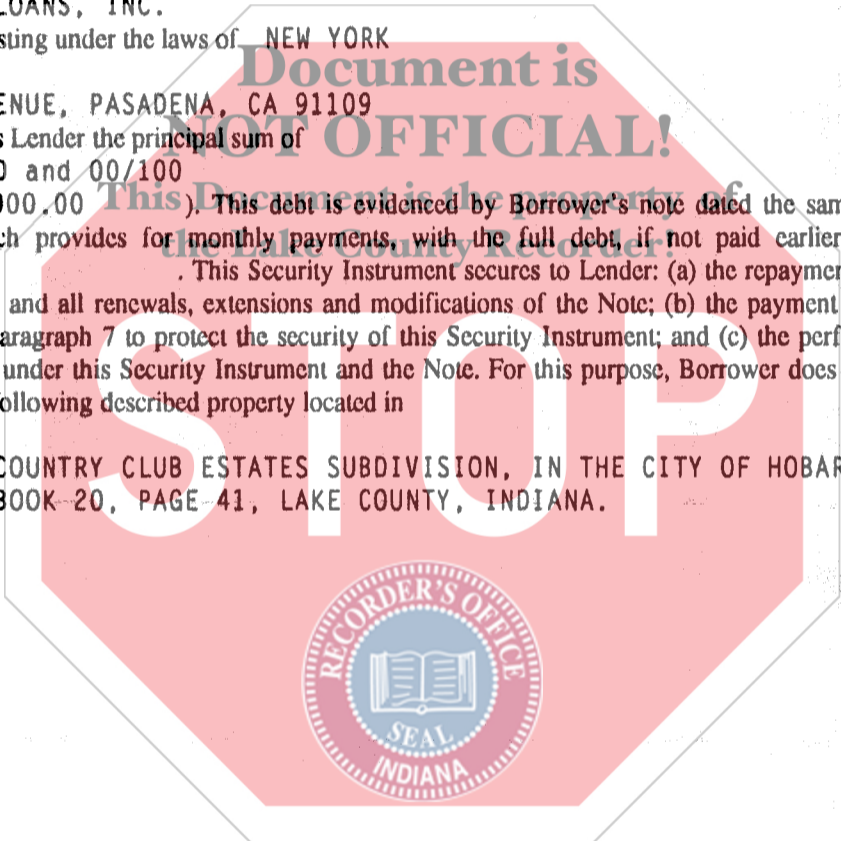 LOANS, INC.
sting under the laws of NEW YORK
Document is
ENUE, PASADENA, CA 91109
s Lender the principal sum of
NOT OFFICIAL!
0 and 00/100
This Document is the property of
000.00 ). This debt is evidenced by Borrower's note dated the sam
ch provides for monthly payments, with the full debt, if not paid earlier
the Lake County Recorder!
. This Security Instrument secures to Lender: (a) the repaymen
and all renewals, extensions and modifications of the Note; (b) the payment
aragraph 7 to protect the security of this Security Instrument; and (c) the perf
under this Security Instrument and the Note. For this purpose, Borrower does
ollowing described property located in
STOP
COUNTRY CLUB ESTATES SUBDIVISION, IN THE CITY OF HOBAR
BOOK 20, PAGE 41, LAKE COUNTY, INDIANA.
RECORDER'S OFFICE
SEAL
INDIANA